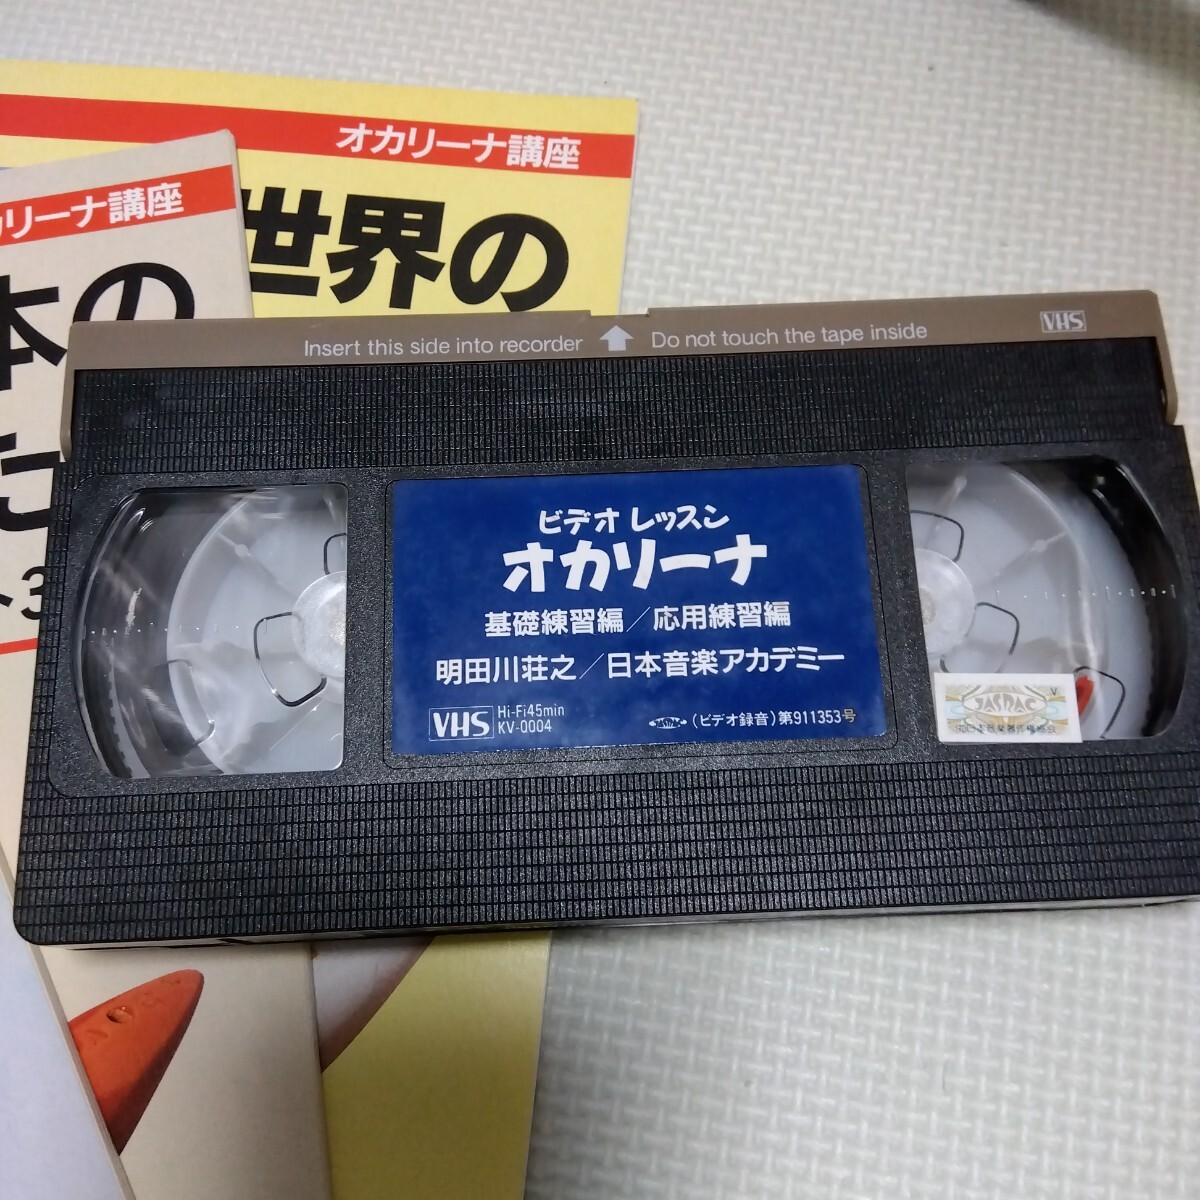 オカリーナ講座
世界の
リーナ講座
本の
Insert this side into recorder Do not touch the tape inside VHS
ビデオ レッスン
オカリーナ
基礎練習編／応用練習編
明田川荘之／日本音楽アカデミー
VHS Hi-Fi45min
KV-0004
JASRAC (ビデオ録音)第911353号
JASRAC
V